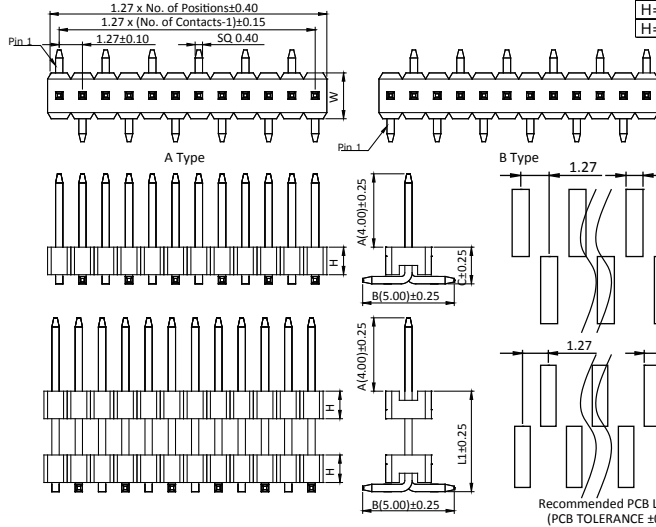 1.27 x No. of Positions±0.40
1.27 x (No. of Contacts-1)±0.15
Pin 1
1.27±0.10
SQ 0.40
W
H=
H=
Pin 1
A Type
B Type
A(4.00)±0.25
H
C±0.25
B(5.00)±0.25
1.27
A(4.00)±0.25
H
H
L1±0.25
B(5.00)±0.25
1.27
Recommended PCB L
(PCB TOLERANCE ±0